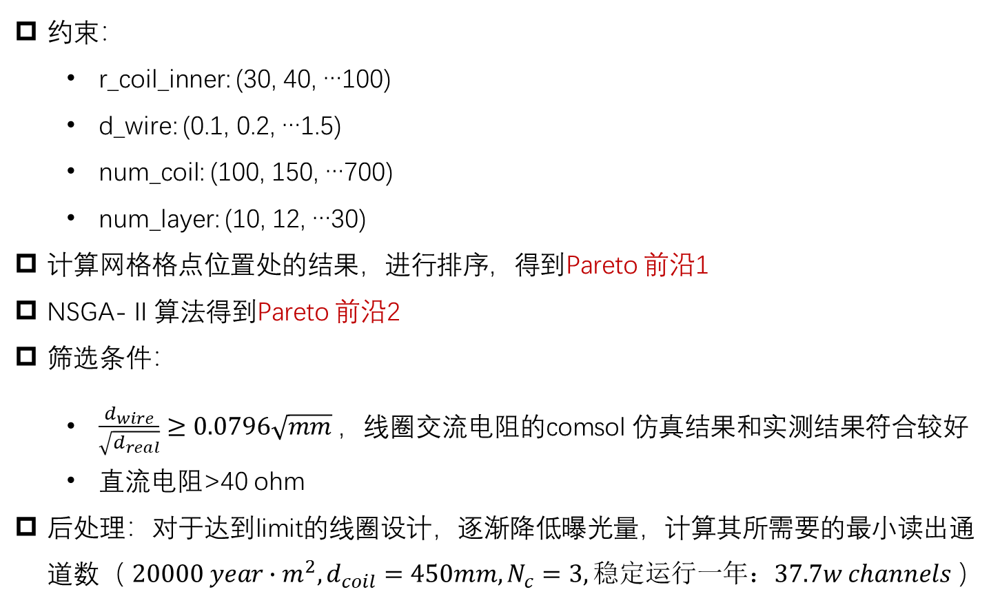 约束：
• r_coil_inner: (30, 40, ···100)
• d_wire: (0.1, 0.2, ···1.5)
• num_coil: (100, 150, ···700)
• num_layer: (10, 12, ···30)
计算网格格点位置处的结果，进行排序，得到Pareto 前沿1
NSGA- II 算法得到Pareto 前沿2
筛选条件：
• $\frac{d_{wire}}{\sqrt{d_{real}}} \geq 0.0796\sqrt{mm}$ ，线圈交流电阻的comsol 仿真结果和实测结果符合较好
• 直流电阻>40 ohm
后处理：对于达到limit的线圈设计，逐渐降低曝光量，计算其所需要的最小读出通
道数（ $20000\ year \cdot m^2, d_{coil} = 450mm, N_c = 3,$ 稳定运行一年：$37.7w\ channels$ ）